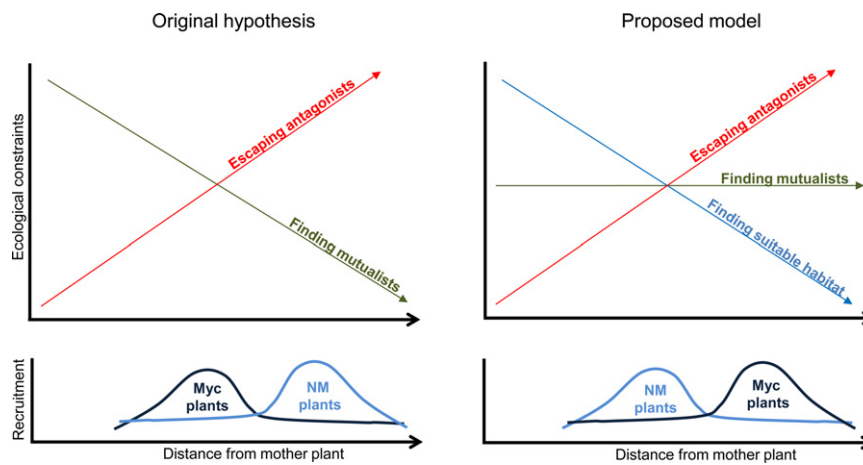 Original hypothesis
Ecological constraints
Escaping antagonists
Finding mutualists
Recruitment
Myc
plants
NM
plants
Distance from mother plant
Proposed model
Escaping antagonists
Finding mutualists
Finding suitable habitat
NM
plants
Myc
plants
Distance from mother plant